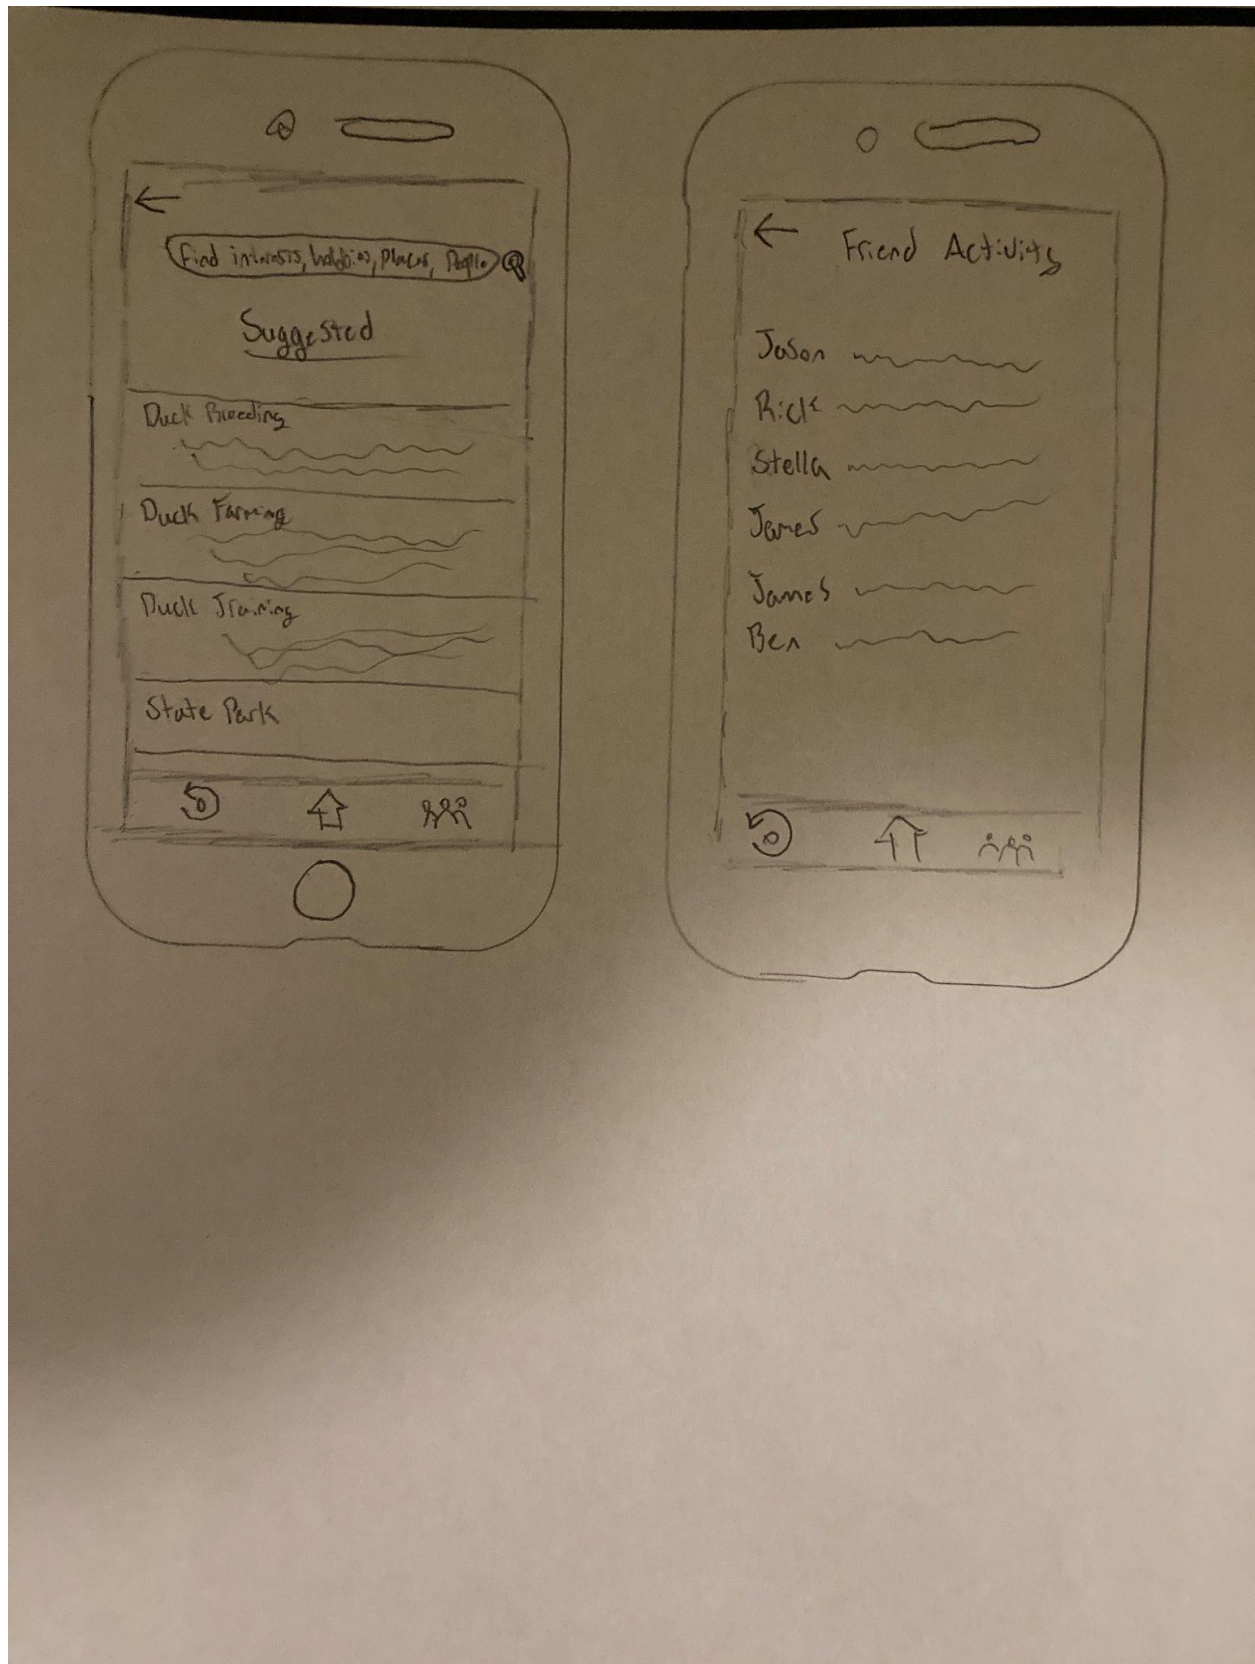 Find interests, hobbies, places, People
Suggested
Duck Breeding
Duck Farming
Duck Training
State Park
Friend Activity
Jason
Rick
Stella
James
James
Ben